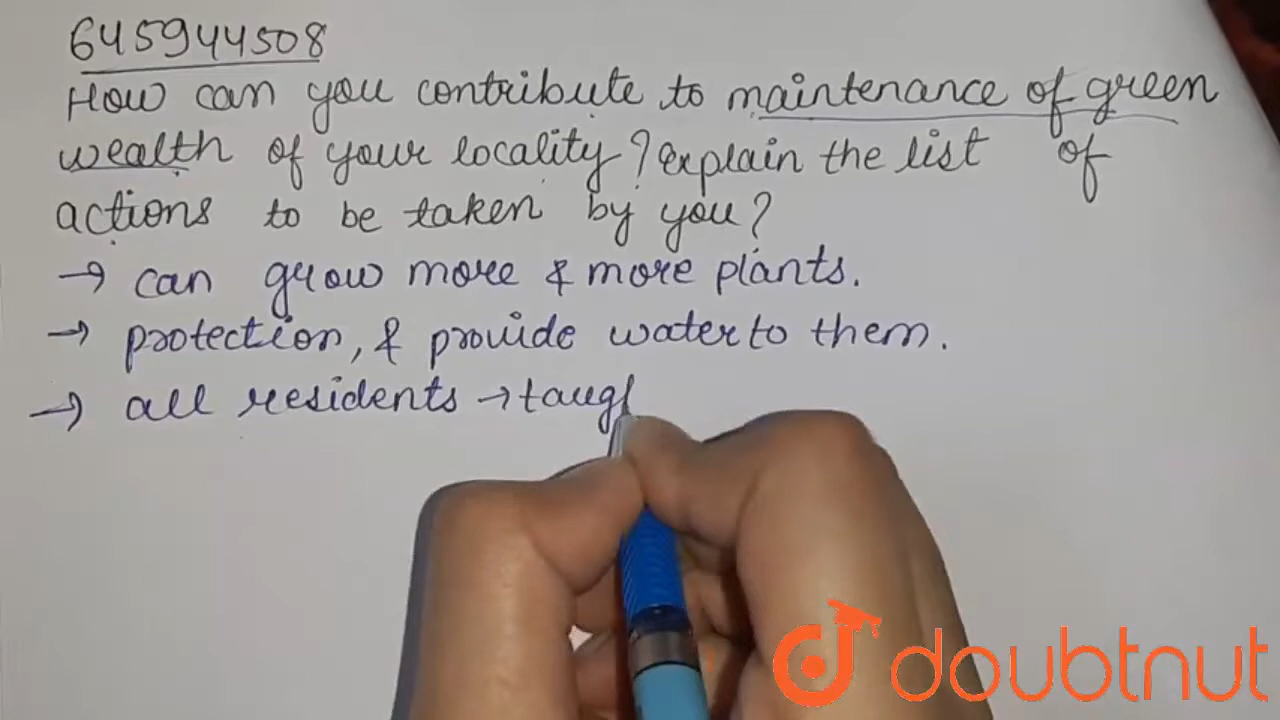 645944508
How can you contribute to maintenance of green
wealth of your locality? Explain the list of
actions to be taken by you?
→ can grow more & more plants.
→ protection, & provide water to them.
→ all residents → taugh
doubtnut